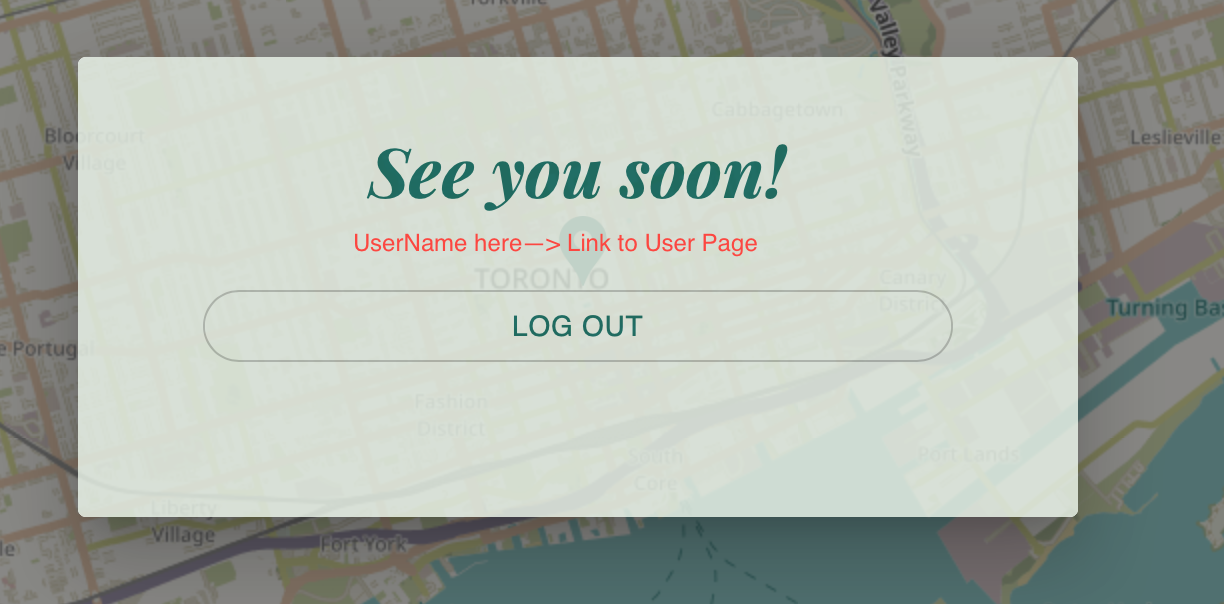 Yorkville
Valley Parkway
Cabbagetown
Bloorcourt
Village
Leslieville
See you soon!
UserName here—> Link to User Page
TORONTO
Canary
District
Turning Bas
LOG OUT
e Portugal
Fashion
District
South
Core
Port Lands
Liberty
Village
Fort York
le